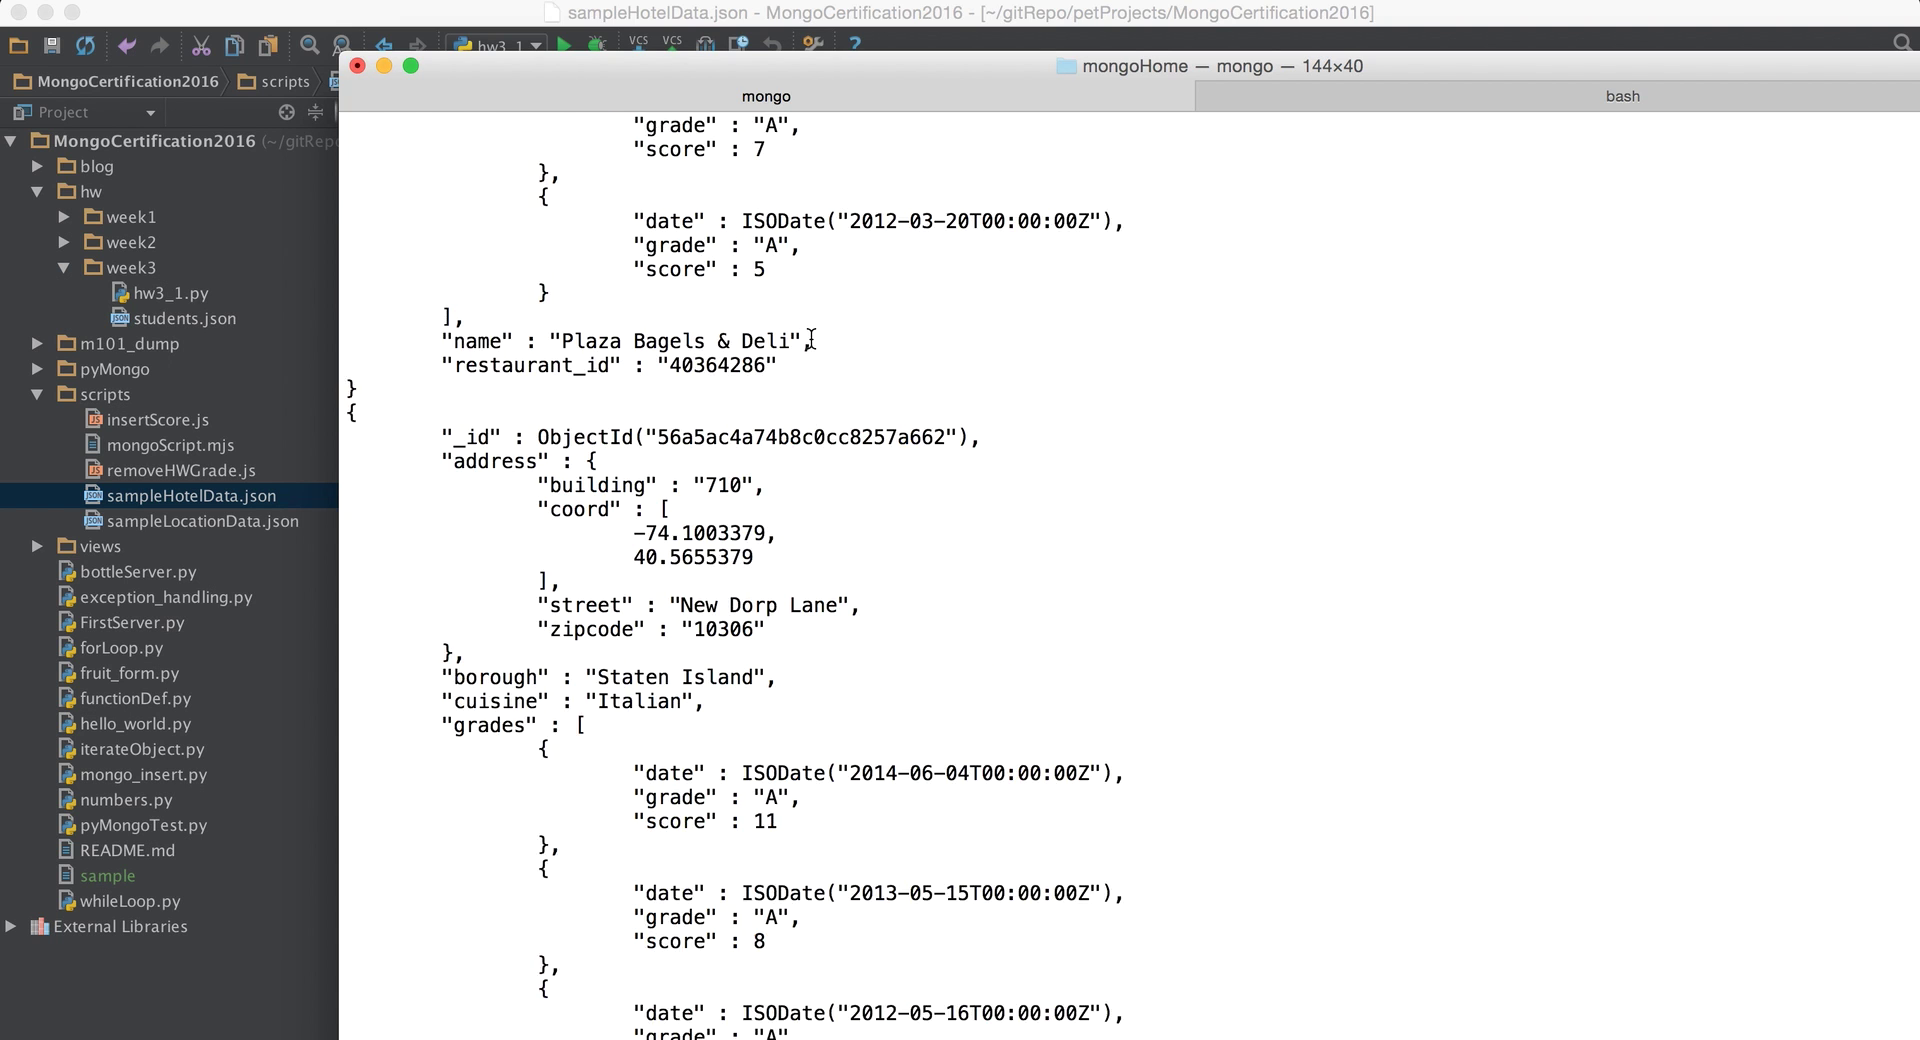 sampleHotelData.json - MongoCertification2016 - [~/gitRepo/petProjects/MongoCertification2016]
hw3_1
VCS VCS
?
MongoCertification2016 scripts
mongoHome — mongo — 144×40
mongo
bash
Project
MongoCertification2016 (~/gitRepo
blog
hw
week1
week2
week3
hw3_1.py
students.json
m101_dump
pyMongo
scripts
insertScore.js
mongoScript.mjs
removeHWGrade.js
sampleHotelData.json
sampleLocationData.json
views
bottleServer.py
exception_handling.py
FirstServer.py
forLoop.py
fruit_form.py
functionDef.py
hello_world.py
iterateObject.py
mongo_insert.py
numbers.py
pyMongoTest.py
README.md
sample
whileLoop.py
External Libraries
"grade" : "A",
"score" : 7
},
{
"date" : ISODate("2012-03-20T00:00:00Z"),
"grade" : "A",
"score" : 5
}
],
"name" : "Plaza Bagels & Deli",
"restaurant_id" : "40364286"
}
{
"_id" : ObjectId("56a5ac4a74b8c0cc8257a662"),
"address" : {
"building" : "710",
"coord" : [
-74.1003379,
40.5655379
],
"street" : "New Dorp Lane",
"zipcode" : "10306"
},
"borough" : "Staten Island",
"cuisine" : "Italian",
"grades" : [
{
"date" : ISODate("2014-06-04T00:00:00Z"),
"grade" : "A",
"score" : 11
},
{
"date" : ISODate("2013-05-15T00:00:00Z"),
"grade" : "A",
"score" : 8
},
{
"date" : ISODate("2012-05-16T00:00:00Z"),
"grade" : "A"